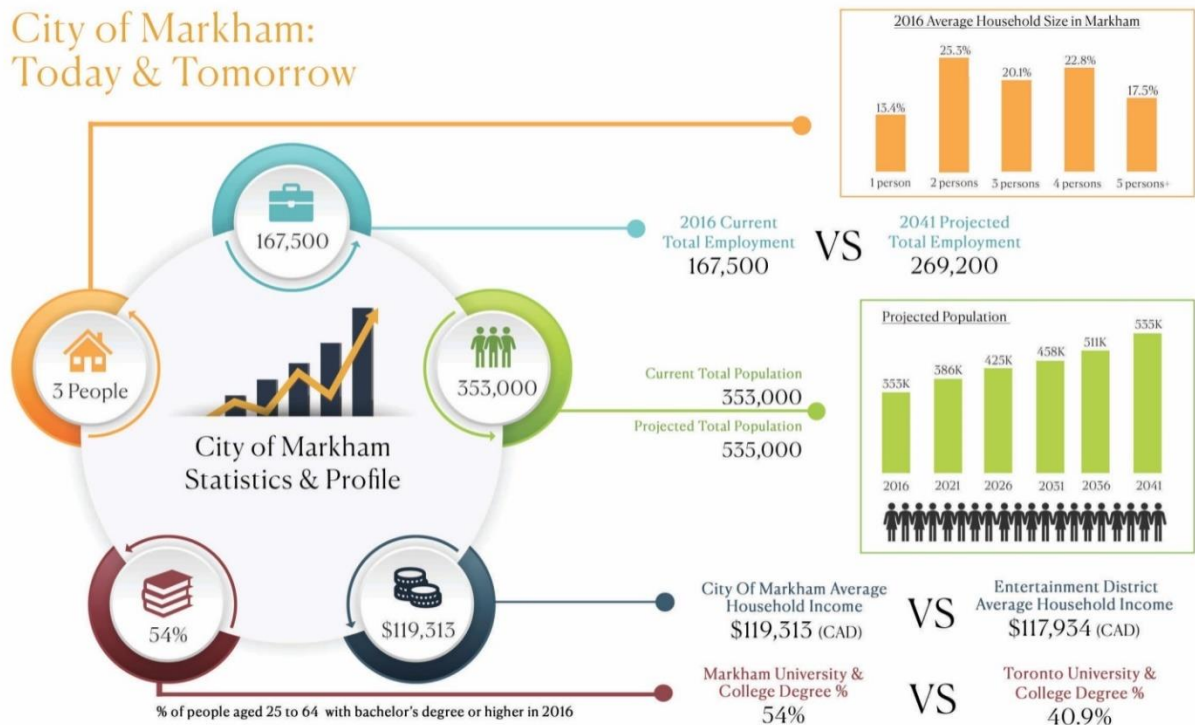 City of Markham:
Today & Tomorrow
2016 Average Household Size in Markham
13.4%
25.3%
20.1%
22.8%
17.5%
1 person
2 persons
3 persons
4 persons
5 persons+
167,500
2016 Current
Total Employment
167,500
VS
2041 Projected
Total Employment
269,200
3 People
353,000
City of Markham
Statistics & Profile
Current Total Population
353,000
Projected Total Population
535,000
Projected Population
353K
386K
425K
458K
511K
535K
2016
2021
2026
2031
2036
2041
54%
$119,313
City Of Markham Average
Household Income
$119,313 (CAD)
VS
Entertainment District
Average Household Income
$117,934 (CAD)
Markham University &
College Degree %
54%
VS
Toronto University &
College Degree %
40.9%
% of people aged 25 to 64 with bachelor's degree or higher in 2016